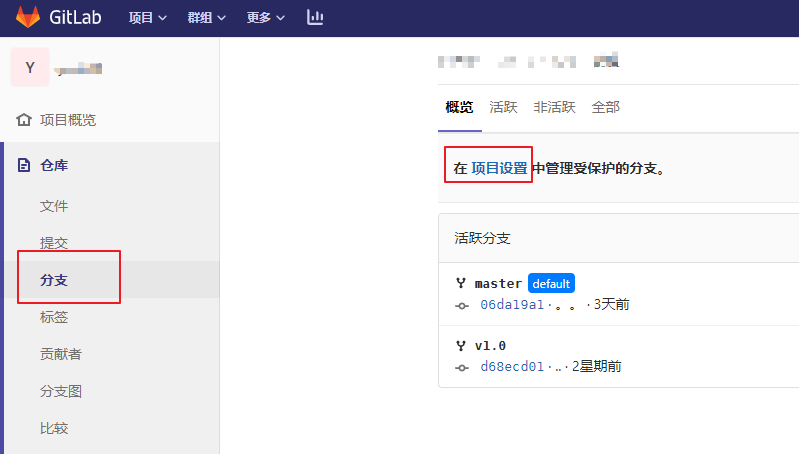 GitLab 项目 群组 更多
Y
项目概览
仓库
文件
提交
分支
标签
贡献者
分支图
比较
概览 活跃 非活跃 全部
在 项目设置 中管理受保护的分支。
活跃分支
master default
06da19a1 · 。。 · 3天前
v1.0
d68ecd01 · .. · 2星期前